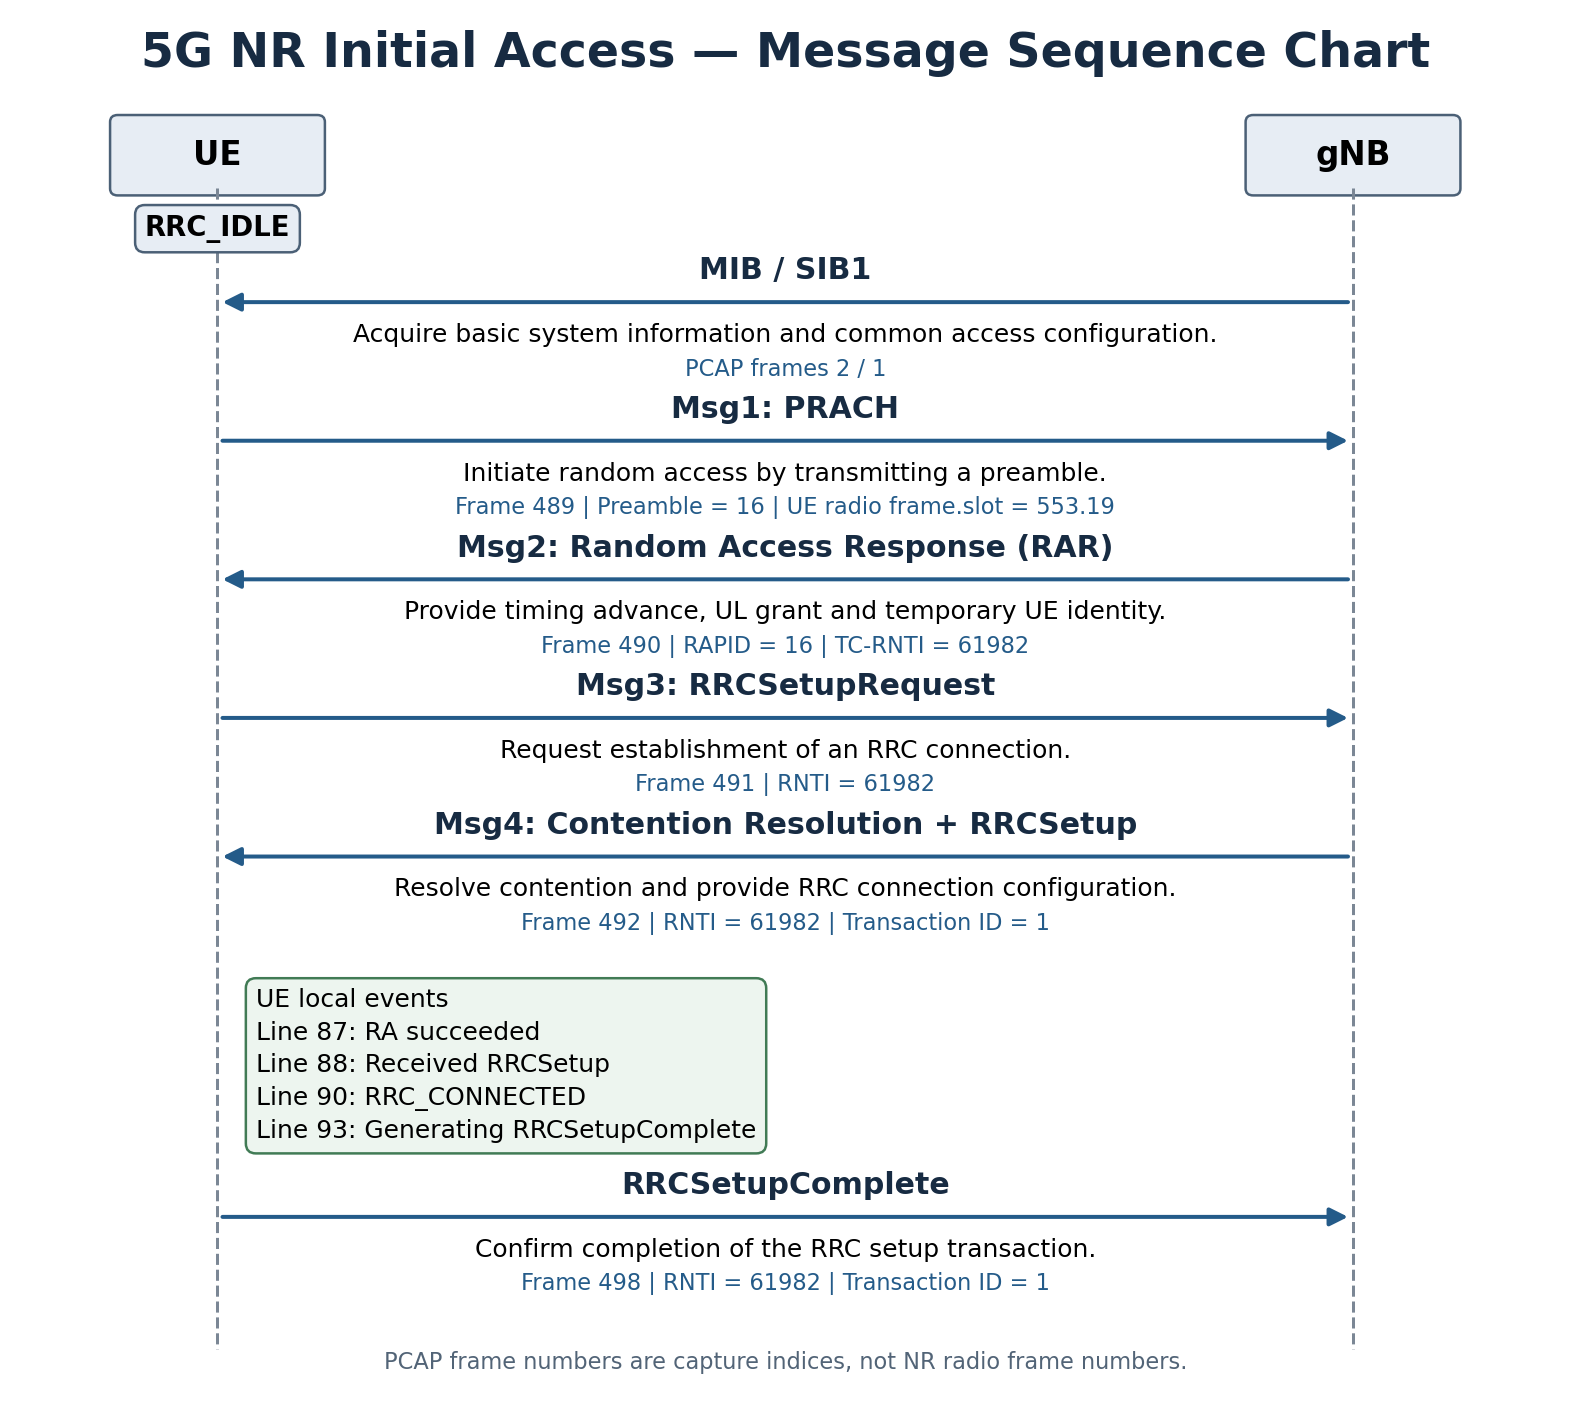 5G NR Initial Access — Message Sequence Chart
UE
gNB
RRC_IDLE
MIB / SIB1
Acquire basic system information and common access configuration.
PCAP frames 2 / 1
Msg1: PRACH
Initiate random access by transmitting a preamble.
Frame 489 | Preamble = 16 | UE radio frame.slot = 553.19
Msg2: Random Access Response (RAR)
Provide timing advance, UL grant and temporary UE identity.
Frame 490 | RAPID = 16 | TC-RNTI = 61982
Msg3: RRCSetupRequest
Request establishment of an RRC connection.
Frame 491 | RNTI = 61982
Msg4: Contention Resolution + RRCSetup
Resolve contention and provide RRC connection configuration.
Frame 492 | RNTI = 61982 | Transaction ID = 1
UE local events
Line 87: RA succeeded
Line 88: Received RRCSetup
Line 90: RRC_CONNECTED
Line 93: Generating RRCSetupComplete
RRCSetupComplete
Confirm completion of the RRC setup transaction.
Frame 498 | RNTI = 61982 | Transaction ID = 1
PCAP frame numbers are capture indices, not NR radio frame numbers.